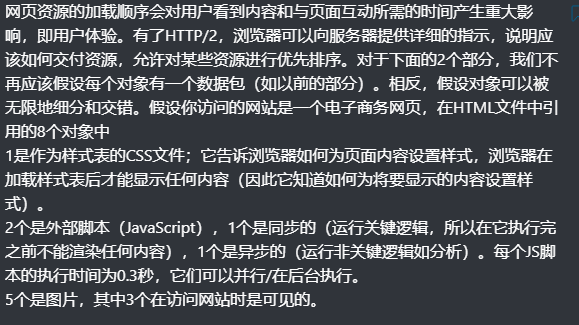 网页资源的加载顺序会对用户看到内容和与页面互动所需的时间产生重大影
响，即用户体验。有了HTTP/2，浏览器可以向服务器提供详细的指示，说明应
该如何交付资源，允许对某些资源进行优先排序。对于下面的2个部分，我们不
再应该假设每个对象有一个数据包（如以前的部分）。相反，假设对象可以被
无限地细分和交错。假设你访问的网站是一个电子商务网页，在HTML文件中引
用的8个对象中
1是作为样式表的CSS文件；它告诉浏览器如何为页面内容设置样式，浏览器在
加载样式表后才能显示任何内容（因此它知道如何为将要显示的内容设置样
式）。
2个是外部脚本（JavaScript），1个是同步的（运行关键逻辑，所以在它执行完
之前不能渲染任何内容），1个是异步的（运行非关键逻辑如分析）。每个JS脚
本的执行时间为0.3秒，它们可以并行/在后台执行。
5个是图片，其中3个在访问网站时是可见的。